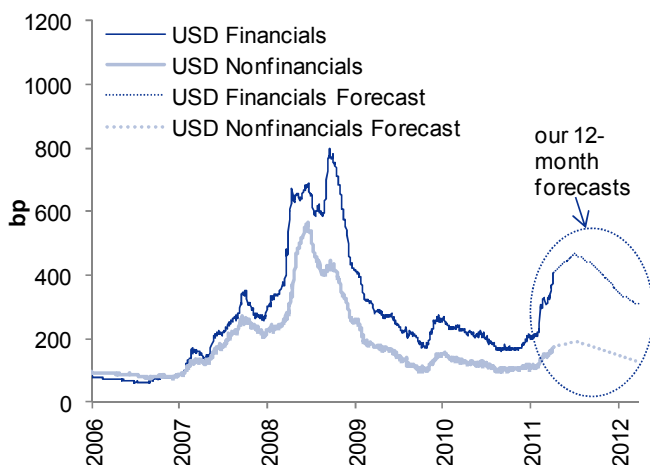 1200
1000
800
600
400
200
0
bp
USD Financials
USD Nonfinancials
USD Financials Forecast
USD Nonfinancials Forecast
our 12-
month
forecasts
2006
2007
2008
2009
2010
2011
2012